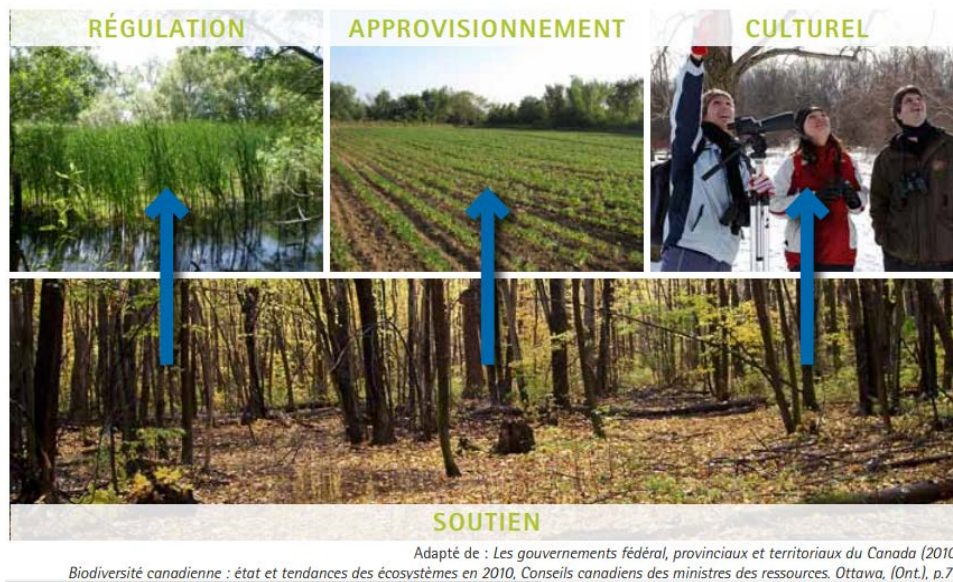 RÉGULATION
APPROVISIONNEMENT
CULTUREL
SOUTIEN
Adapté de : Les gouvernements fédéral, provinciaux et territoriaux du Canada (2010
Biodiversité canadienne : état et tendances des écosystèmes en 2010, Conseils canadiens des ministres des ressources. Ottawa, (Ont.), p.7